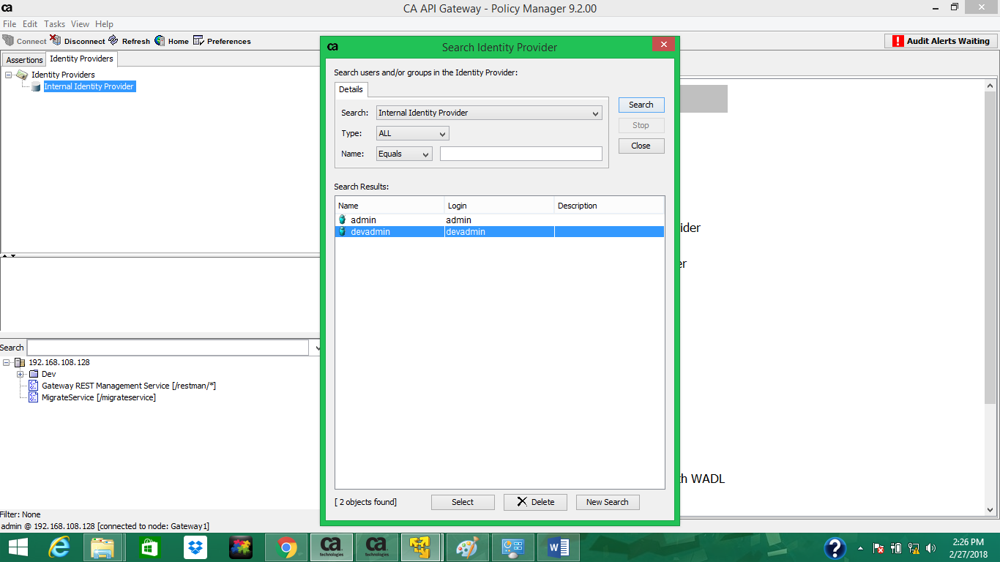 ca
CA API Gateway - Policy Manager 9.2.00
File Edit Tasks View Help
Connect Disconnect Refresh Home Preferences
Audit Alerts Waiting
Assertions Identity Providers
Identity Providers
Internal Identity Provider
Search
192.168.108.128
Dev
Gateway REST Management Service [/restman/*]
MigrateService [/migrateservice]
Filter: None
admin @ 192.168.108.128 [connected to node: Gateway1]
ca Search Identity Provider
Search users and/or groups in the Identity Provider:
Details
Search: Internal Identity Provider
Type: ALL
Name: Equals
Search
Stop
Close
Search Results:
Name Login Description
admin admin
devadmin devadmin
[ 2 objects found] Select Delete New Search
ider
er
th WADL
ca technologies ca technologies
2:26 PM
2/27/2018